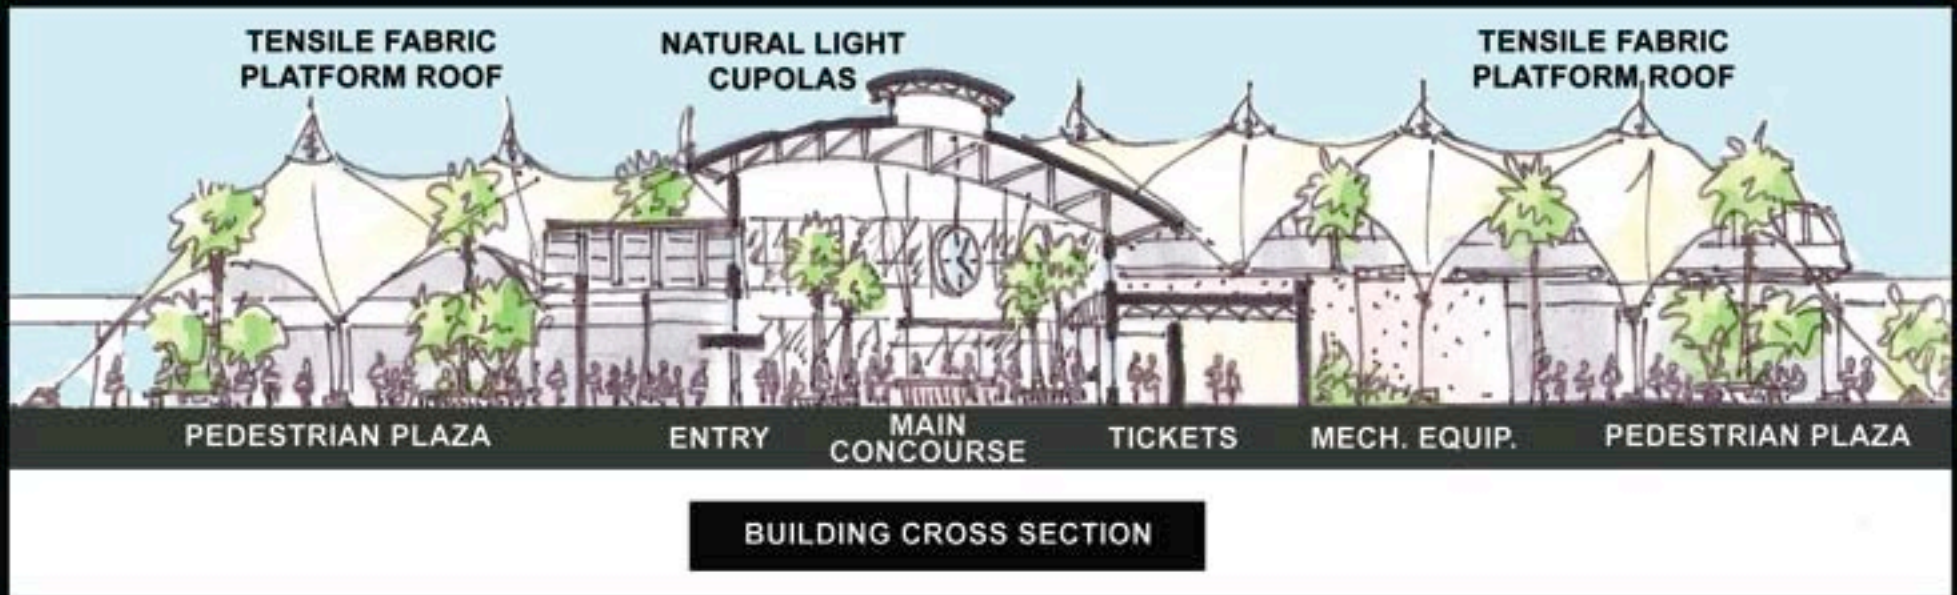 TENSILE FABRIC
PLATFORM ROOF
NATURAL LIGHT
CUPOLAS
TENSILE FABRIC
PLATFORM ROOF
PEDESTRIAN PLAZA
ENTRY
MAIN
CONCOURSE
TICKETS
MECH. EQUIP.
PEDESTRIAN PLAZA
BUILDING CROSS SECTION